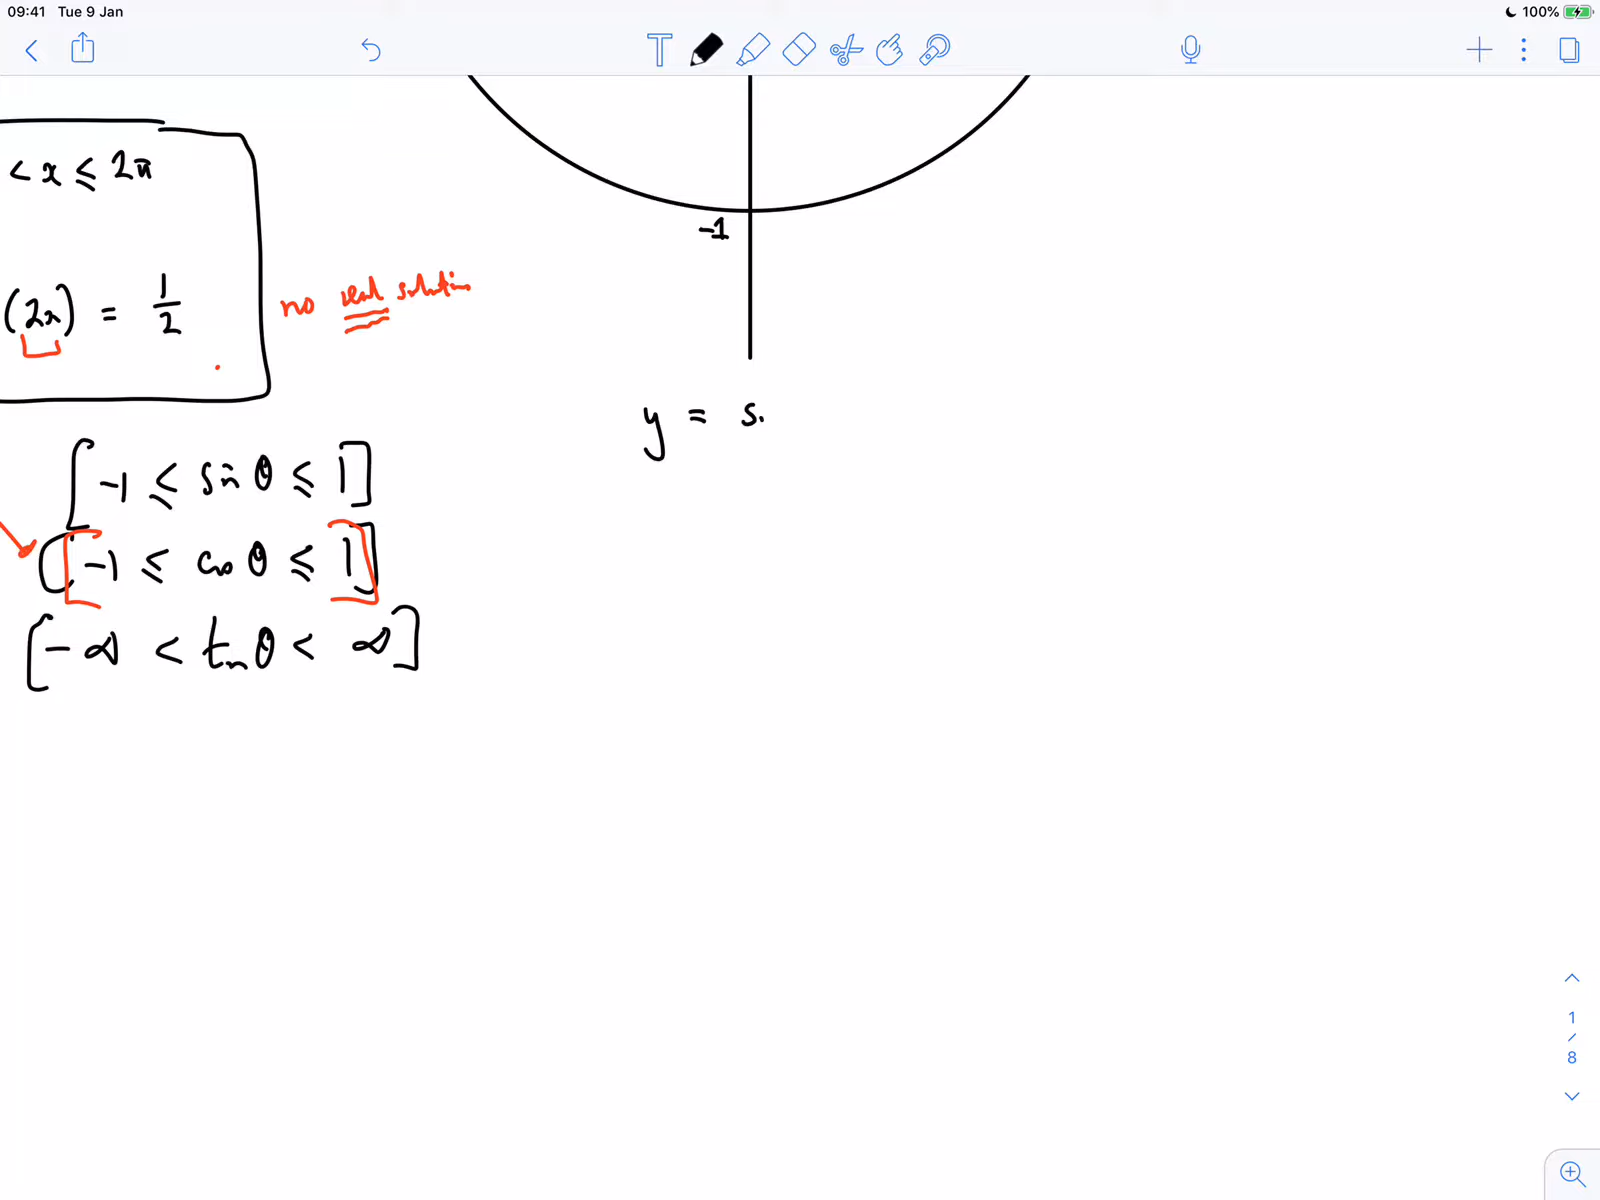 09:41 Tue 9 Jan
100%
< x ≤ 2π
(2x) = 1/2
no real solution
-1
y = s.
[-1 ≤ sin θ ≤ 1]
[-1 ≤ cos θ ≤ 1]
[-∞ < tan θ < ∞]
1
/
8